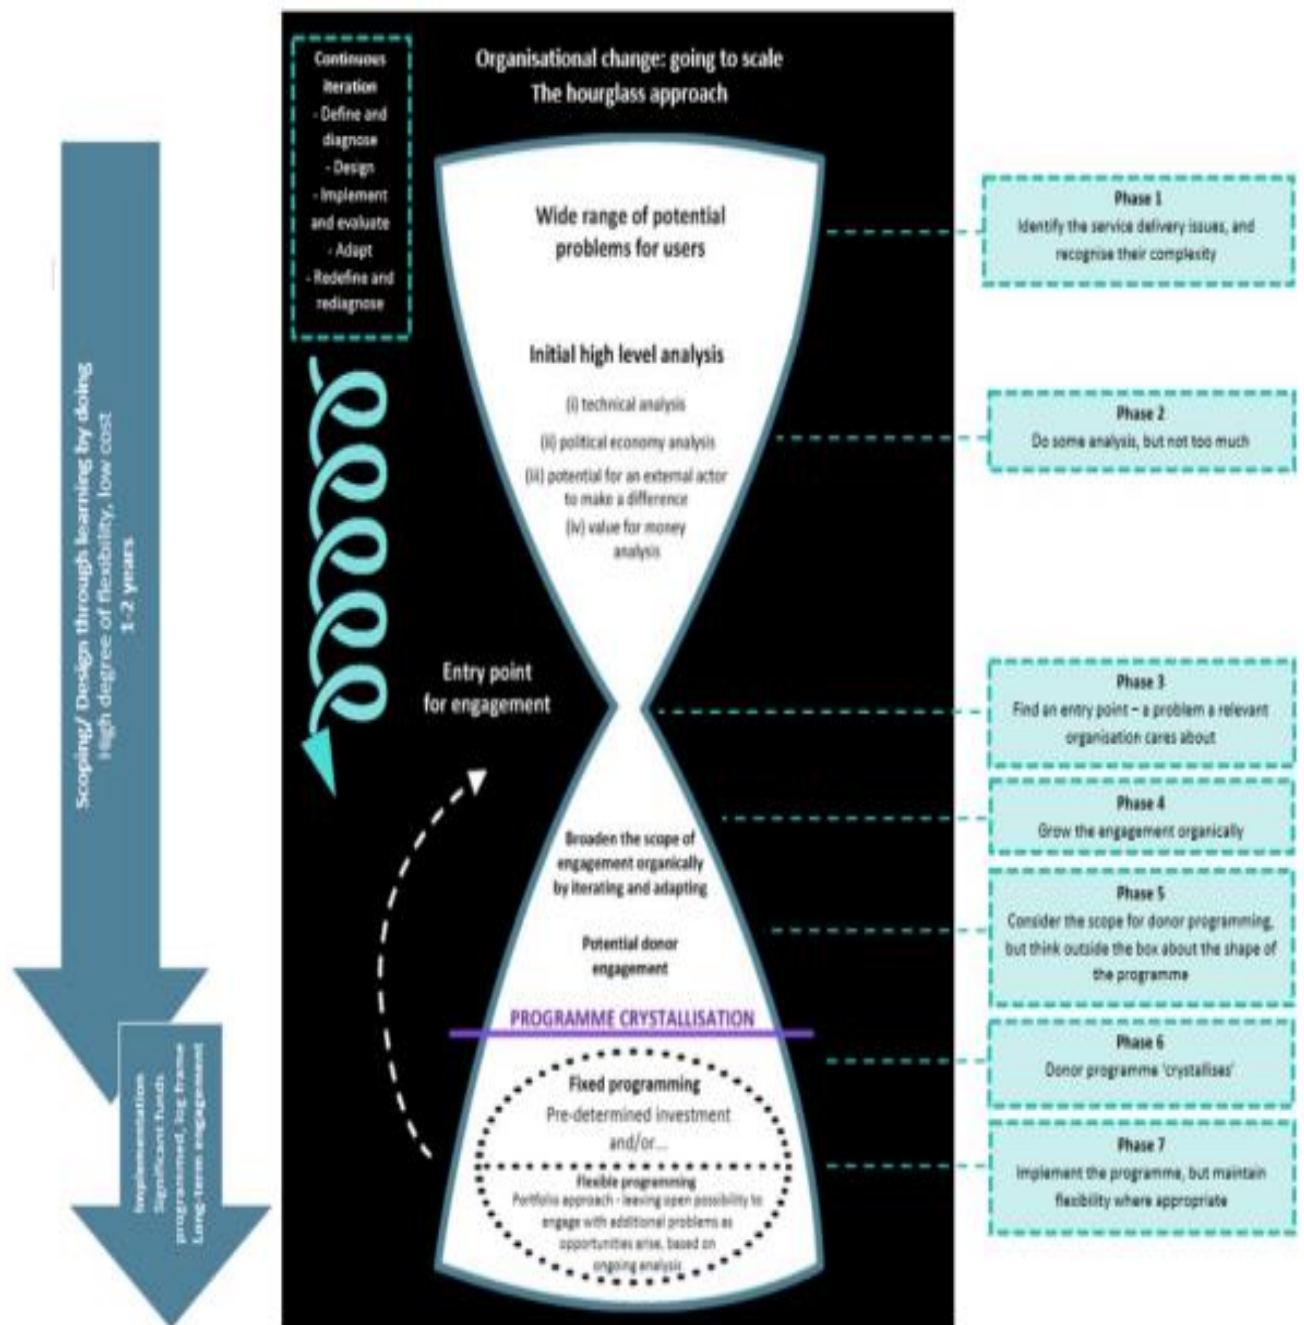 Continuous
iteration
- Define and
diagnose
- Design
- Implement
and evaluate
- Adapt
- Redefine and
rediagnose
Organisational change: going to scale
The hourglass approach
Wide range of potential
problems for users
Initial high level analysis
(i) technical analysis
(ii) political economy analysis
(iii) potential for an external actor
to make a difference
(iv) value for money
analysis
Entry point
for engagement
Broaden the scope of
engagement organically
by iterating and adapting
Potential donor
engagement
PROGRAMME CRYSTALLISATION
Fixed programming
Pre-determined investment
and/or...
Flexible programming
Portfolio approach - leaving open possibility to
engage with additional problems as
opportunities arise, based on
ongoing analysis
Scoping/ Design through learning by doing
High degree of flexibility, low cost
1-2 years
Implementation
Significant funds
programmed, log frame
Long-term engagement
Phase 1
Identify the service delivery issues, and
recognise their complexity
Phase 2
Do some analysis, but not too much
Phase 3
Find an entry point – a problem a relevant
organisation cares about
Phase 4
Grow the engagement organically
Phase 5
Consider the scope for donor programming,
but think outside the box about the shape of
the programme
Phase 6
Donor programme 'crystallises'
Phase 7
Implement the programme, but maintain
flexibility where appropriate